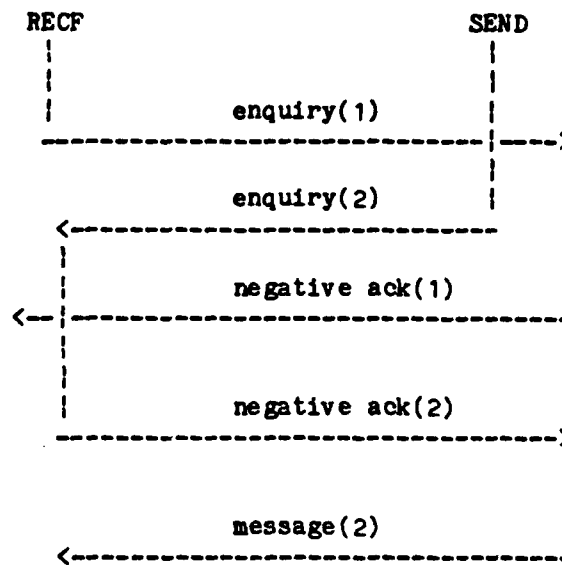 RECF SEND
enquiry(1)
enquiry(2)
negative ack(1)
negative ack(2)
message(2)